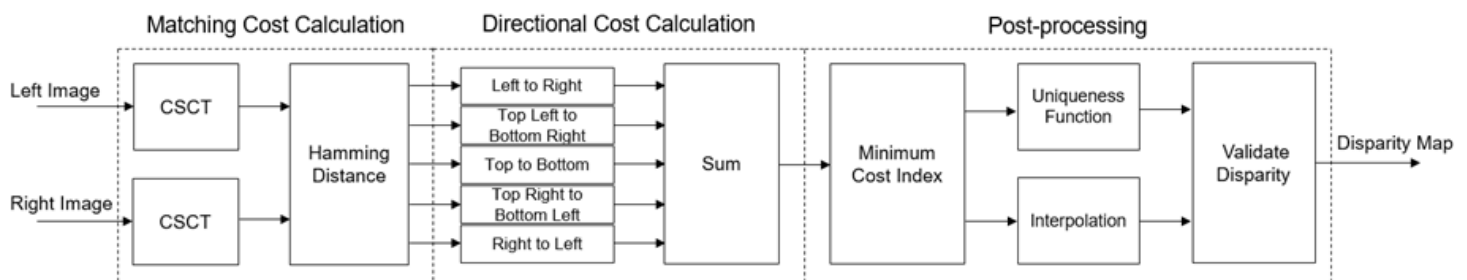 Matching Cost Calculation
Directional Cost Calculation
Post-processing
Left Image
CSCT
Right Image
CSCT
Hamming
Distance
Left to Right
Top Left to
Bottom Right
Top to Bottom
Top Right to
Bottom Left
Right to Left
Sum
Minimum
Cost Index
Uniqueness
Function
Interpolation
Validate
Disparity
Disparity Map